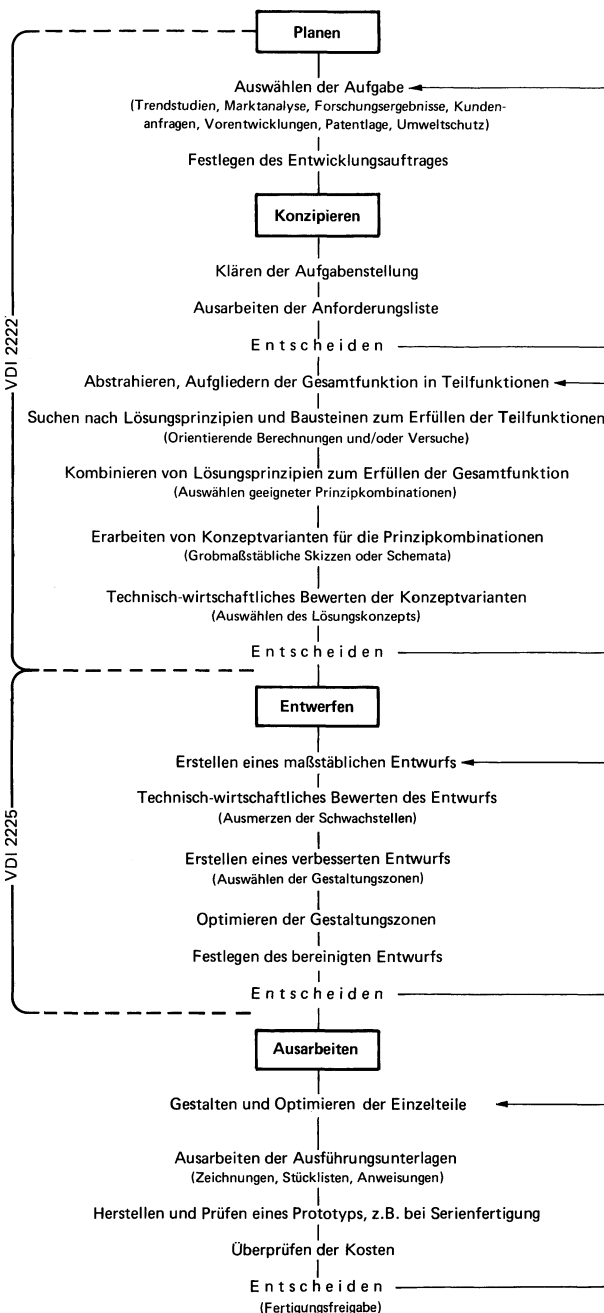 Planen
Auswählen der Aufgabe
(Trendstudien, Marktanalyse, Forschungsergebnisse, Kunden-
anfragen, Vorentwicklungen, Patentlage, Umweltschutz)
Festlegen des Entwicklungsauftrages
Konzipieren
Klären der Aufgabenstellung
Ausarbeiten der Anforderungsliste
Entscheiden
VDI 2222
Abstrahieren, Aufgliedern der Gesamtfunktion in Teilfunktionen
Suchen nach Lösungsprinzipien und Bausteinen zum Erfüllen der Teilfunktionen
(Orientierende Berechnungen und/oder Versuche)
Kombinieren von Lösungsprinzipien zum Erfüllen der Gesamtfunktion
(Auswählen geeigneter Prinzipkombinationen)
Erarbeiten von Konzeptvarianten für die Prinzipkombinationen
(Grobmaßstäbliche Skizzen oder Schemata)
Technisch-wirtschaftliches Bewerten der Konzeptvarianten
(Auswählen des Lösungskonzepts)
Entscheiden
Entwerfen
Erstellen eines maßstäblichen Entwurfs
Technisch-wirtschaftliches Bewerten des Entwurfs
(Ausmerzen der Schwachstellen)
VDI 2225
Erstellen eines verbesserten Entwurfs
(Auswählen der Gestaltungszonen)
Optimieren der Gestaltungszonen
Festlegen des bereinigten Entwurfs
Entscheiden
Ausarbeiten
Gestalten und Optimieren der Einzelteile
Ausarbeiten der Ausführungsunterlagen
(Zeichnungen, Stücklisten, Anweisungen)
Herstellen und Prüfen eines Prototyps, z.B. bei Serienfertigung
Überprüfen der Kosten
Entscheiden
(Fertigungsfreigabe)